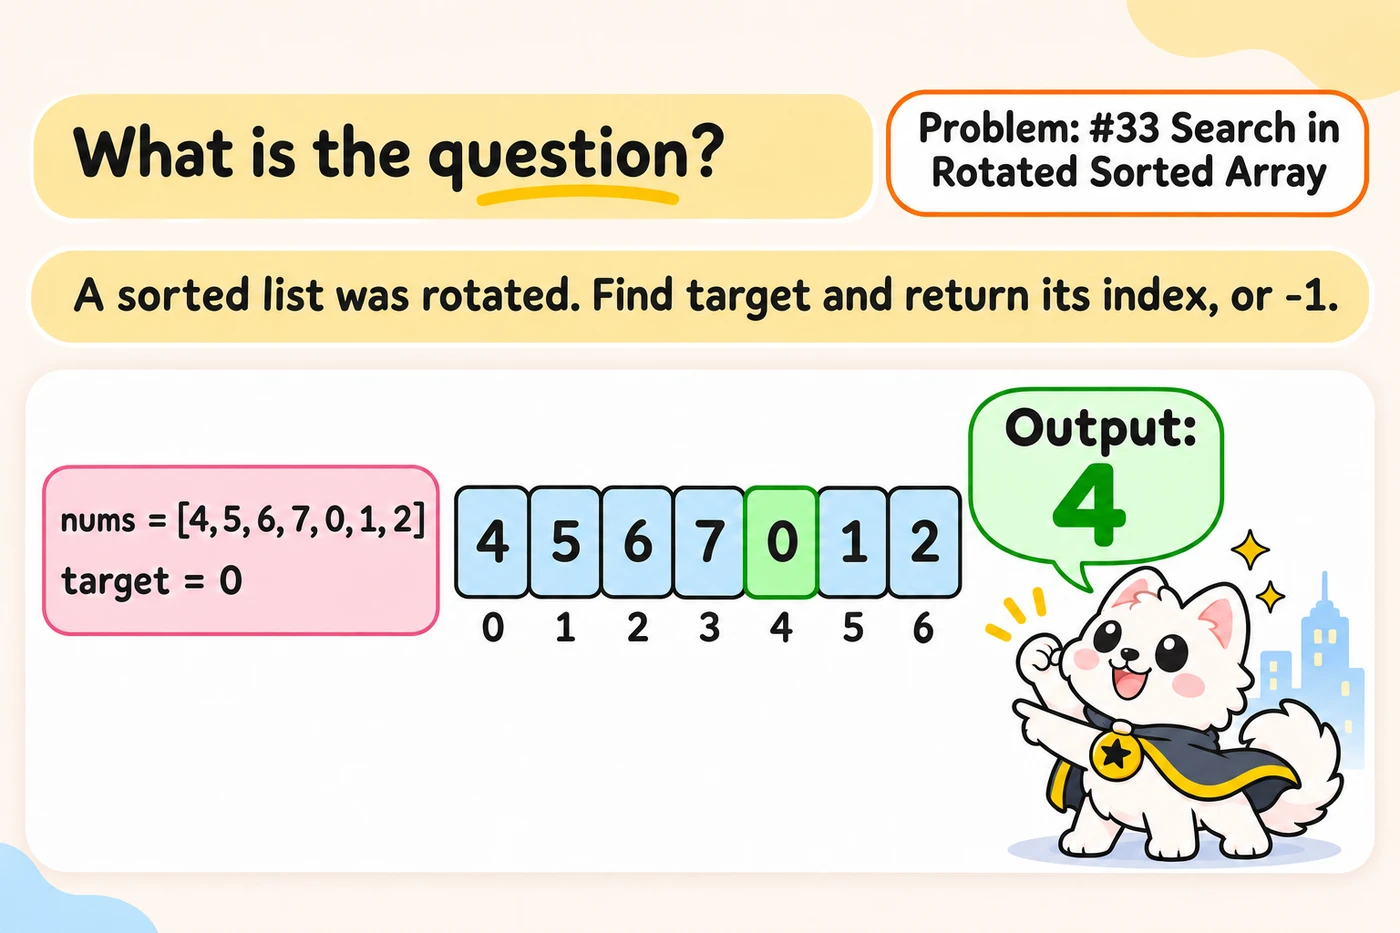 What is the question?
Problem: #33 Search in
Rotated Sorted Array
A sorted list was rotated. Find target and return its index, or -1.
nums = [4, 5, 6, 7, 0, 1, 2]
target = 0
4 5 6 7 0 1 2
0 1 2 3 4 5 6
Output:
4